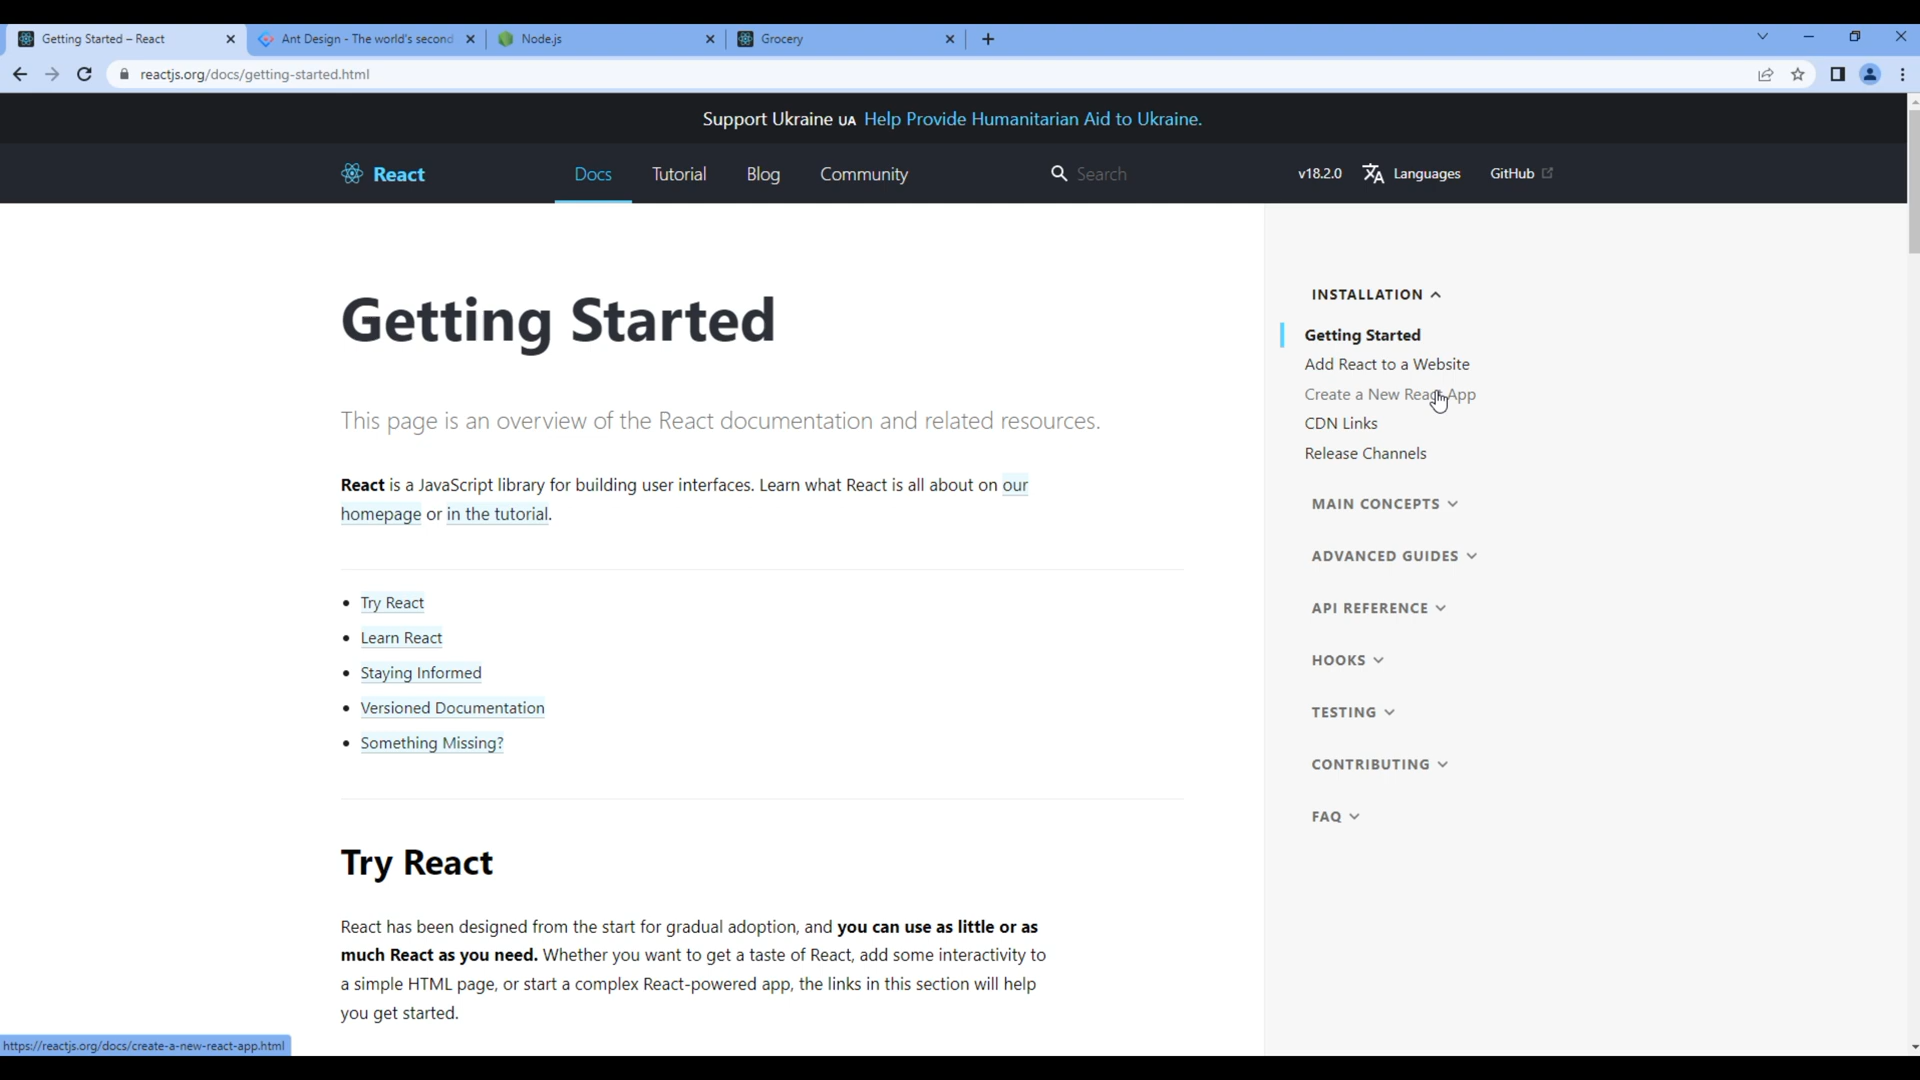 Getting Started – React
Ant Design - The world's second
Node.js
Grocery
reactjs.org/docs/getting-started.html
Support Ukraine UA Help Provide Humanitarian Aid to Ukraine.
React
Docs
Tutorial
Blog
Community
Search
v18.2.0
Languages
GitHub
Getting Started
This page is an overview of the React documentation and related resources.
React is a JavaScript library for building user interfaces. Learn what React is all about on our
homepage or in the tutorial.
Try React
Learn React
Staying Informed
Versioned Documentation
Something Missing?
Try React
React has been designed from the start for gradual adoption, and you can use as little or as
much React as you need. Whether you want to get a taste of React, add some interactivity to
a simple HTML page, or start a complex React-powered app, the links in this section will help
you get started.
INSTALLATION
Getting Started
Add React to a Website
Create a New React App
CDN Links
Release Channels
MAIN CONCEPTS
ADVANCED GUIDES
API REFERENCE
HOOKS
TESTING
CONTRIBUTING
FAQ
https://reactjs.org/docs/create-a-new-react-app.html